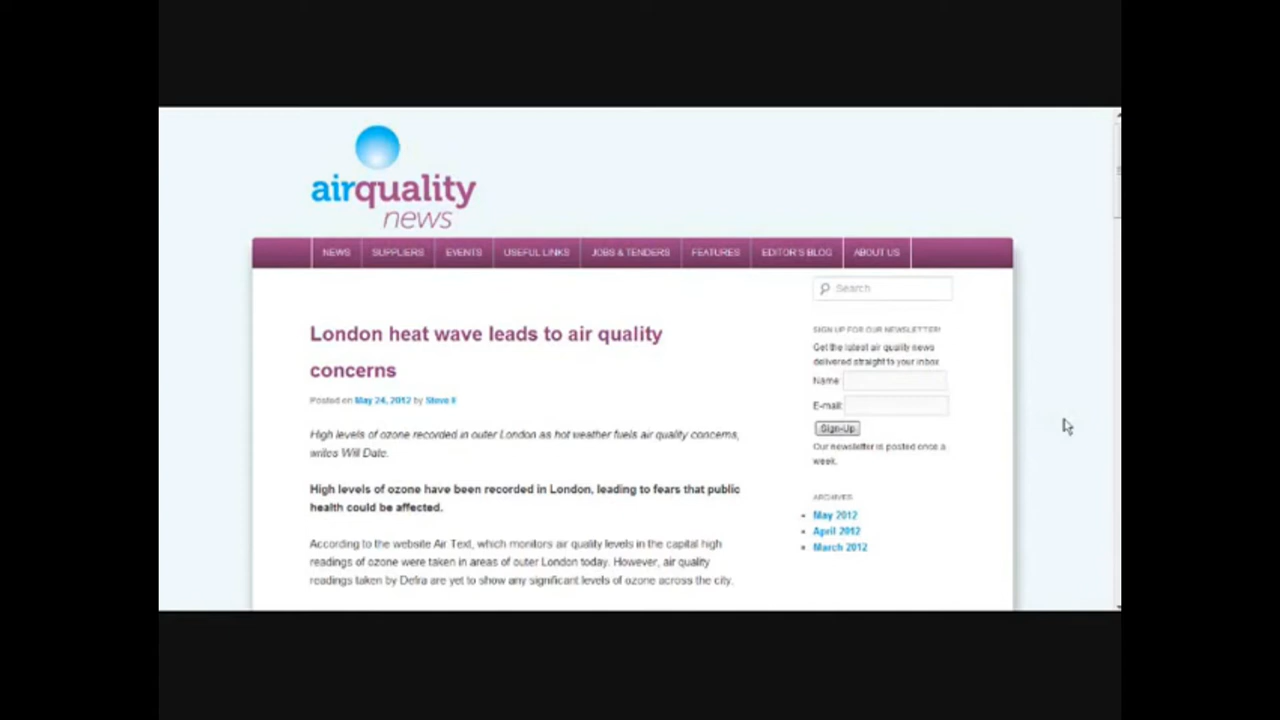 airquality
news
NEWS SUPPLIERS EVENTS USEFUL LINKS JOBS & TENDERS FEATURES EDITOR'S BLOG ABOUT US
Search
London heat wave leads to air quality
concerns
Posted on May 24, 2012 by Steve E
High levels of ozone recorded in outer London as hot weather fuels air quality concerns,
writes Will Date.
High levels of ozone have been recorded in London, leading to fears that public
health could be affected.
According to the website Air Text, which monitors air quality levels in the capital high
readings of ozone were taken in areas of outer London today. However, air quality
readings taken by Defra are yet to show any significant levels of ozone across the city.
SIGN UP FOR OUR NEWSLETTER!
Get the latest air quality news
delivered straight to your inbox
Name:
E-mail:
Sign-Up
Our newsletter is posted once a
week.
ARCHIVES
May 2012
April 2012
March 2012